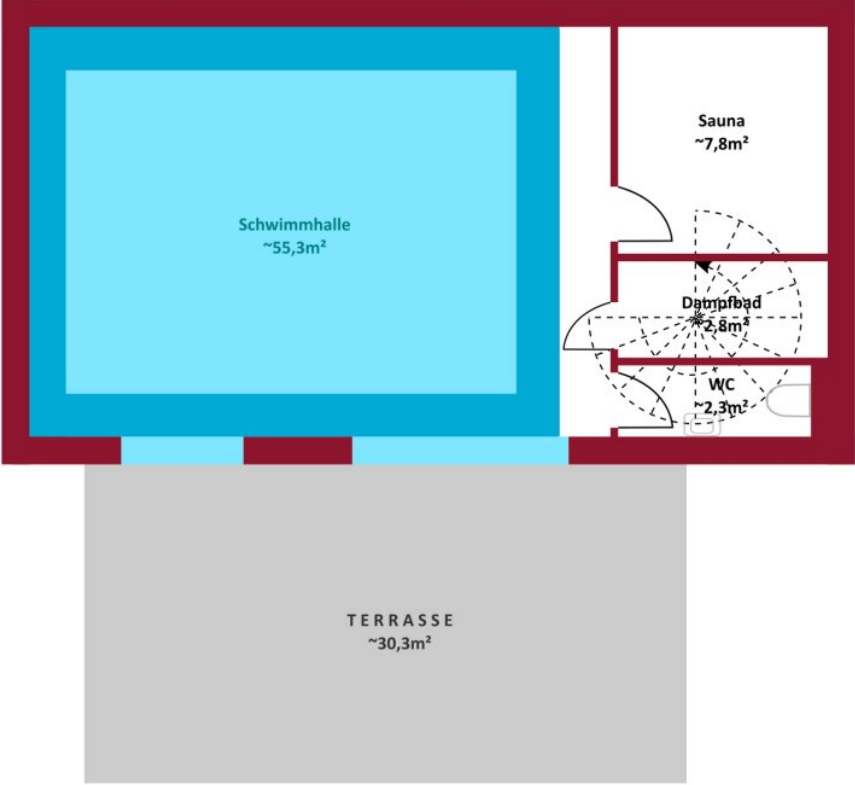 Sauna
~7,8m²
Schwimmhalle
~55,3m²
Dampfbad
~2,8m²
WC
~2,3m²
TERRASSE
~30,3m²